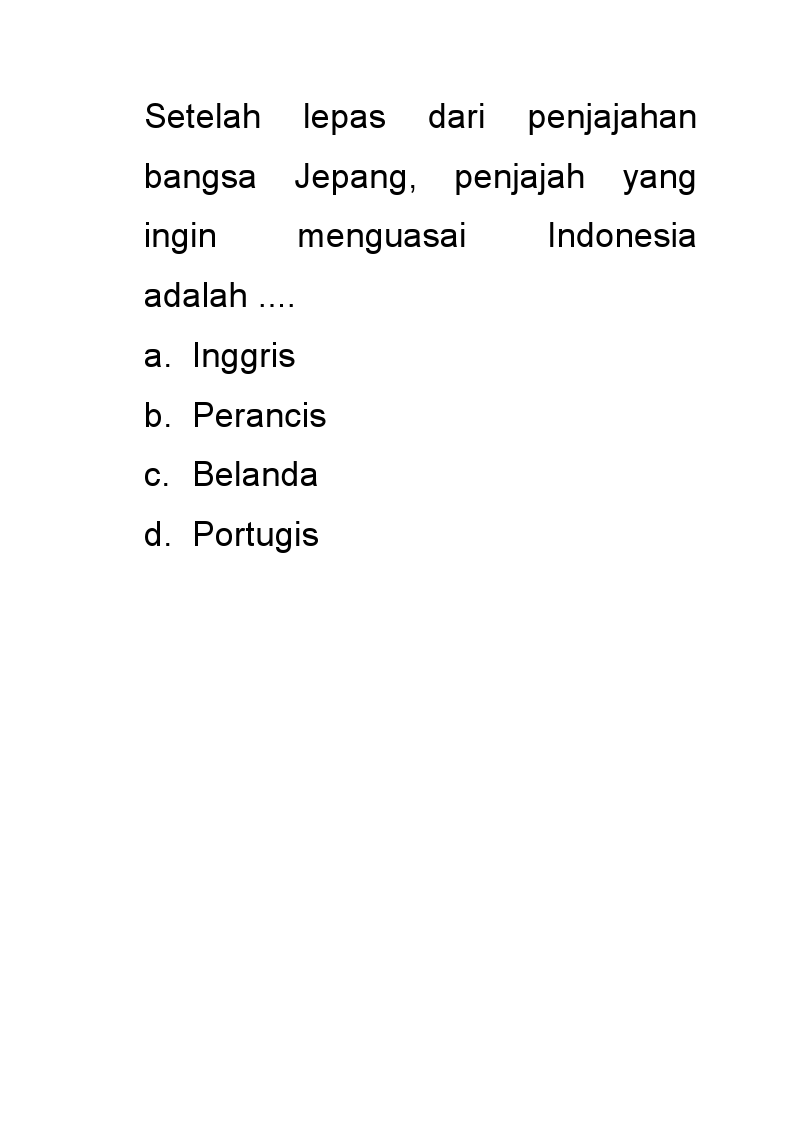 Setelah lepas dari penjajahan
bangsa Jepang, penjajah yang
ingin menguasai Indonesia
adalah ....
a. Inggris
b. Perancis
c. Belanda
d. Portugis